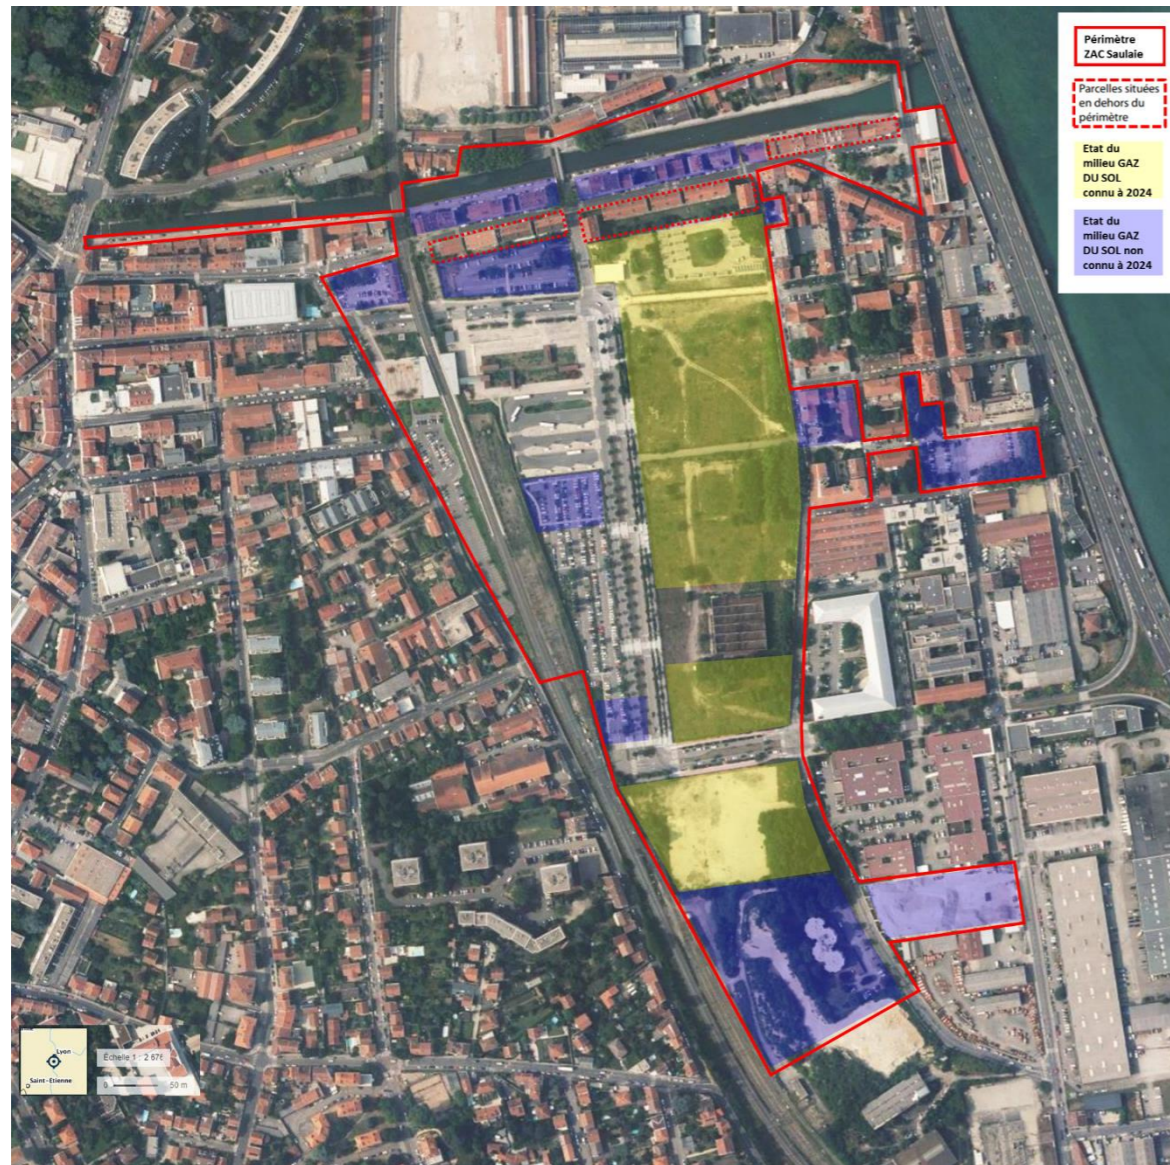 Périmètre
ZAC Saulaie
Parcelles situées
en dehors du
périmètre
Etat du
milieu GAZ
DU SOL
connu à 2024
Etat du
milieu GAZ
DU SOL non
connu à 2024
Lyon
Saint-Etienne
Échelle 1 : 2 676
0 50 m